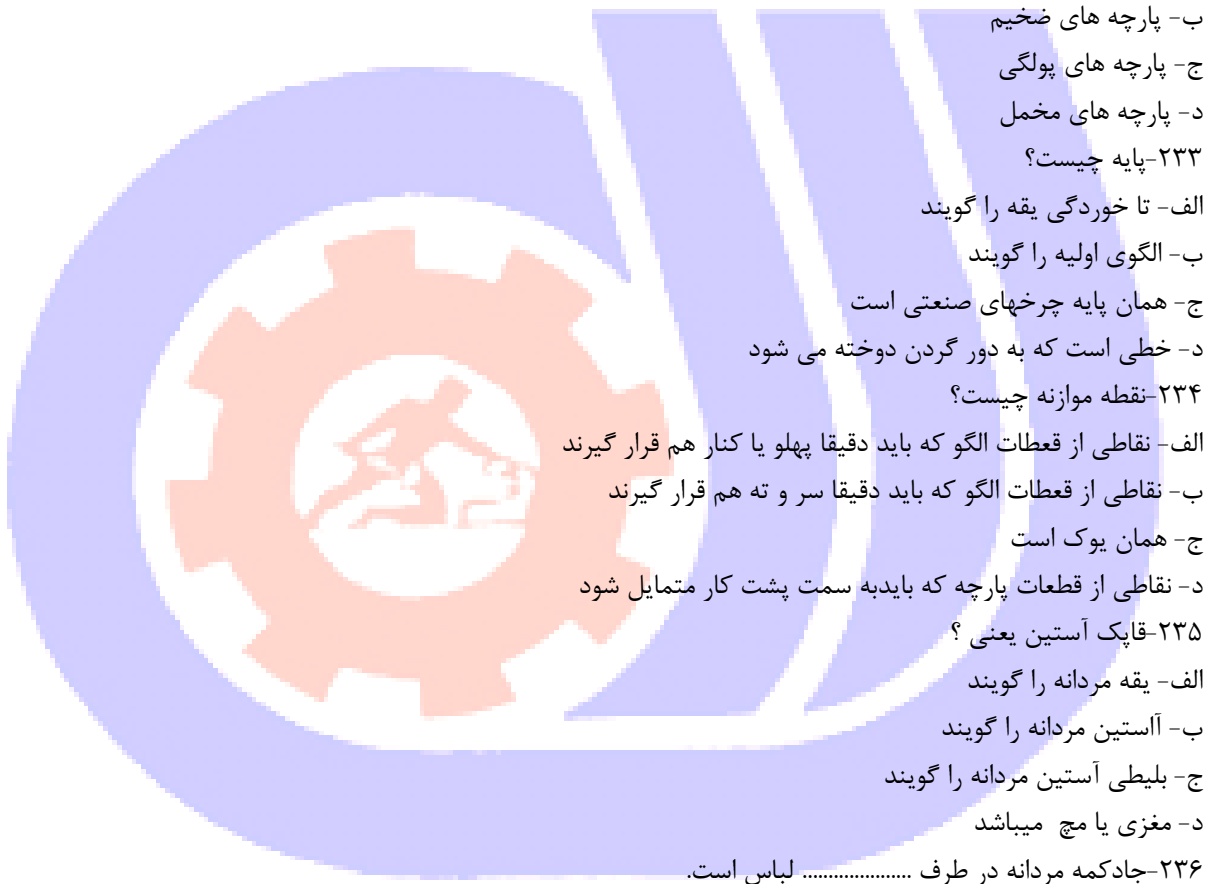 ب- پارچه های ضخیم
ج- پارچه های پولگی
د- پارچه های مخمل
۲۳۳-پایه چیست؟
الف- تا خوردگی یقه را گویند
ب- الگوی اولیه را گویند
ج- همان پایه چرخهای صنعتی است
د- خطی است که به دور گردن دوخته می شود
۲۳۴-نقطه موازنه چیست؟
الف- نقاطی از قعطات الگو که باید دقیقا پهلو یا کنار هم قرار گیرند
ب- نقاطی از قعطات الگو که باید دقیقا سر و ته هم قرار گیرند
ج- همان یوک است
د- نقاطی از قطعات پارچه که بایدبه سمت پشت کار متمایل شود
۲۳۵-قاپک آستین یعنی ؟
الف- یقه مردانه را گویند
ب- آاستین مردانه را گویند
ج- بلیطی آستین مردانه را گویند
د- مغزی یا مچ میباشد
۲۳۶-جادکمه مردانه در طرف ..................... لباس است.